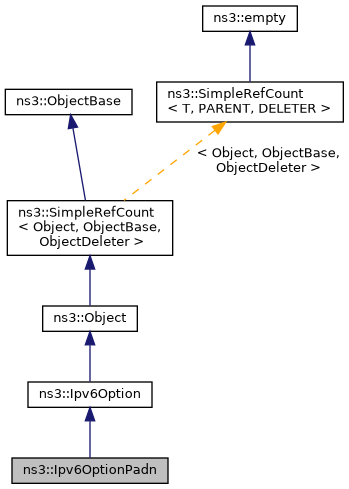 ns3::empty
ns3::ObjectBase
ns3::SimpleRefCount
< T, PARENT, DELETER >
< Object, ObjectBase,
ObjectDeleter >
ns3::SimpleRefCount
< Object, ObjectBase,
ObjectDeleter >
ns3::Object
ns3::Ipv6Option
ns3::Ipv6OptionPadn